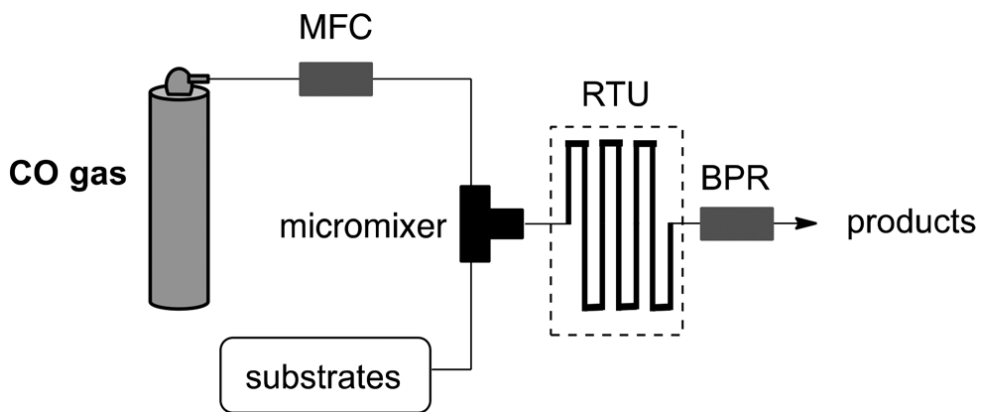 MFC
RTU
CO gas
BPR
micromixer
products
substrates